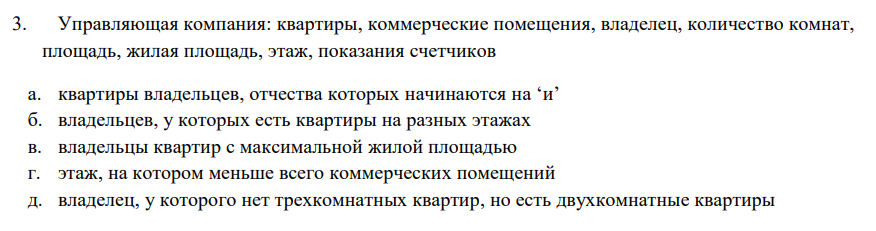 3. Управляющая компания: квартиры, коммерческие помещения, владелец, количество комнат,
площадь, жилая площадь, этаж, показания счетчиков
а. квартиры владельцев, отчества которых начинаются на ‘и’
б. владельцев, у которых есть квартиры на разных этажах
в. владельцы квартир с максимальной жилой площадью
г. этаж, на котором меньше всего коммерческих помещений
д. владелец, у которого нет трехкомнатных квартир, но есть двухкомнатные квартиры